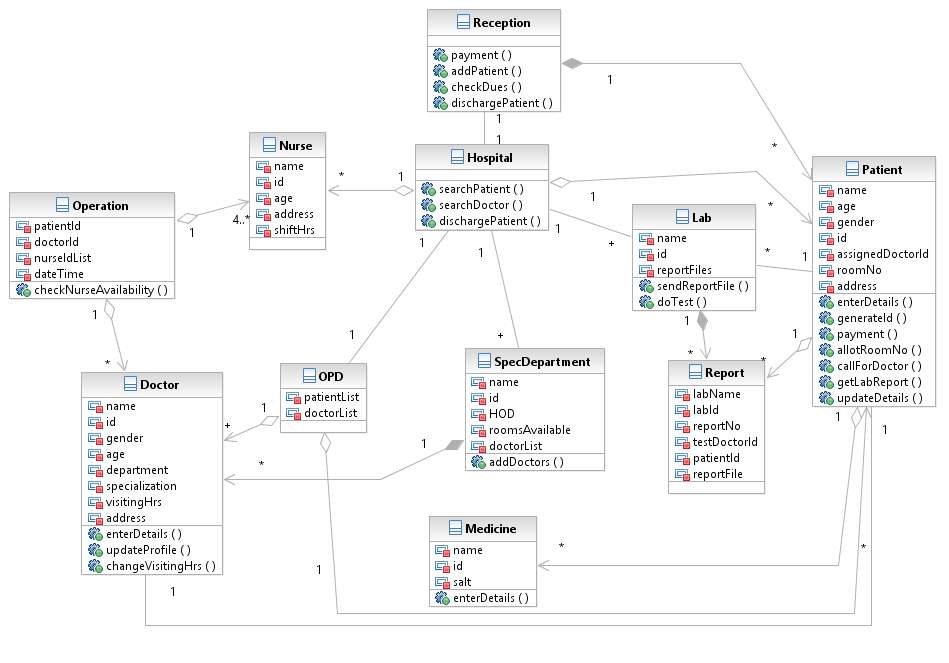 Reception
payment ( )
addPatient ( )
checkDues ( )
dischargePatient ( )
1
*
1
1
Nurse
name
id
age
address
shiftHrs
Hospital
searchPatient ( )
searchDoctor ( )
dischargePatient ( )
*
1
1
*
1
+
1
1
Patient
name
age
gender
id
assignedDoctorId
roomNo
address
enterDetails ( )
generateId ( )
payment ( )
allotRoomNo ( )
callForDoctor ( )
getLabReport ( )
updateDetails ( )
Operation
patientId
doctorId
nurseIdList
dateTime
checkNurseAvailability ( )
1
4..*
1
*
Lab
name
id
reportFiles
sendReportFile ( )
doTest ( )
*
1
1
*
1
*
1
+
Doctor
name
id
gender
age
department
specialization
visitingHrs
address
enterDetails ( )
updateProfile ( )
changeVisitingHrs ( )
OPD
patientList
doctorList
1
+
SpecDepartment
name
id
HOD
roomsAvailable
doctorList
addDoctors ( )
1
*
Report
labName
labId
reportNo
testDoctorId
patientId
reportFile
1
1
Medicine
name
id
salt
enterDetails ( )
*
*
1
1